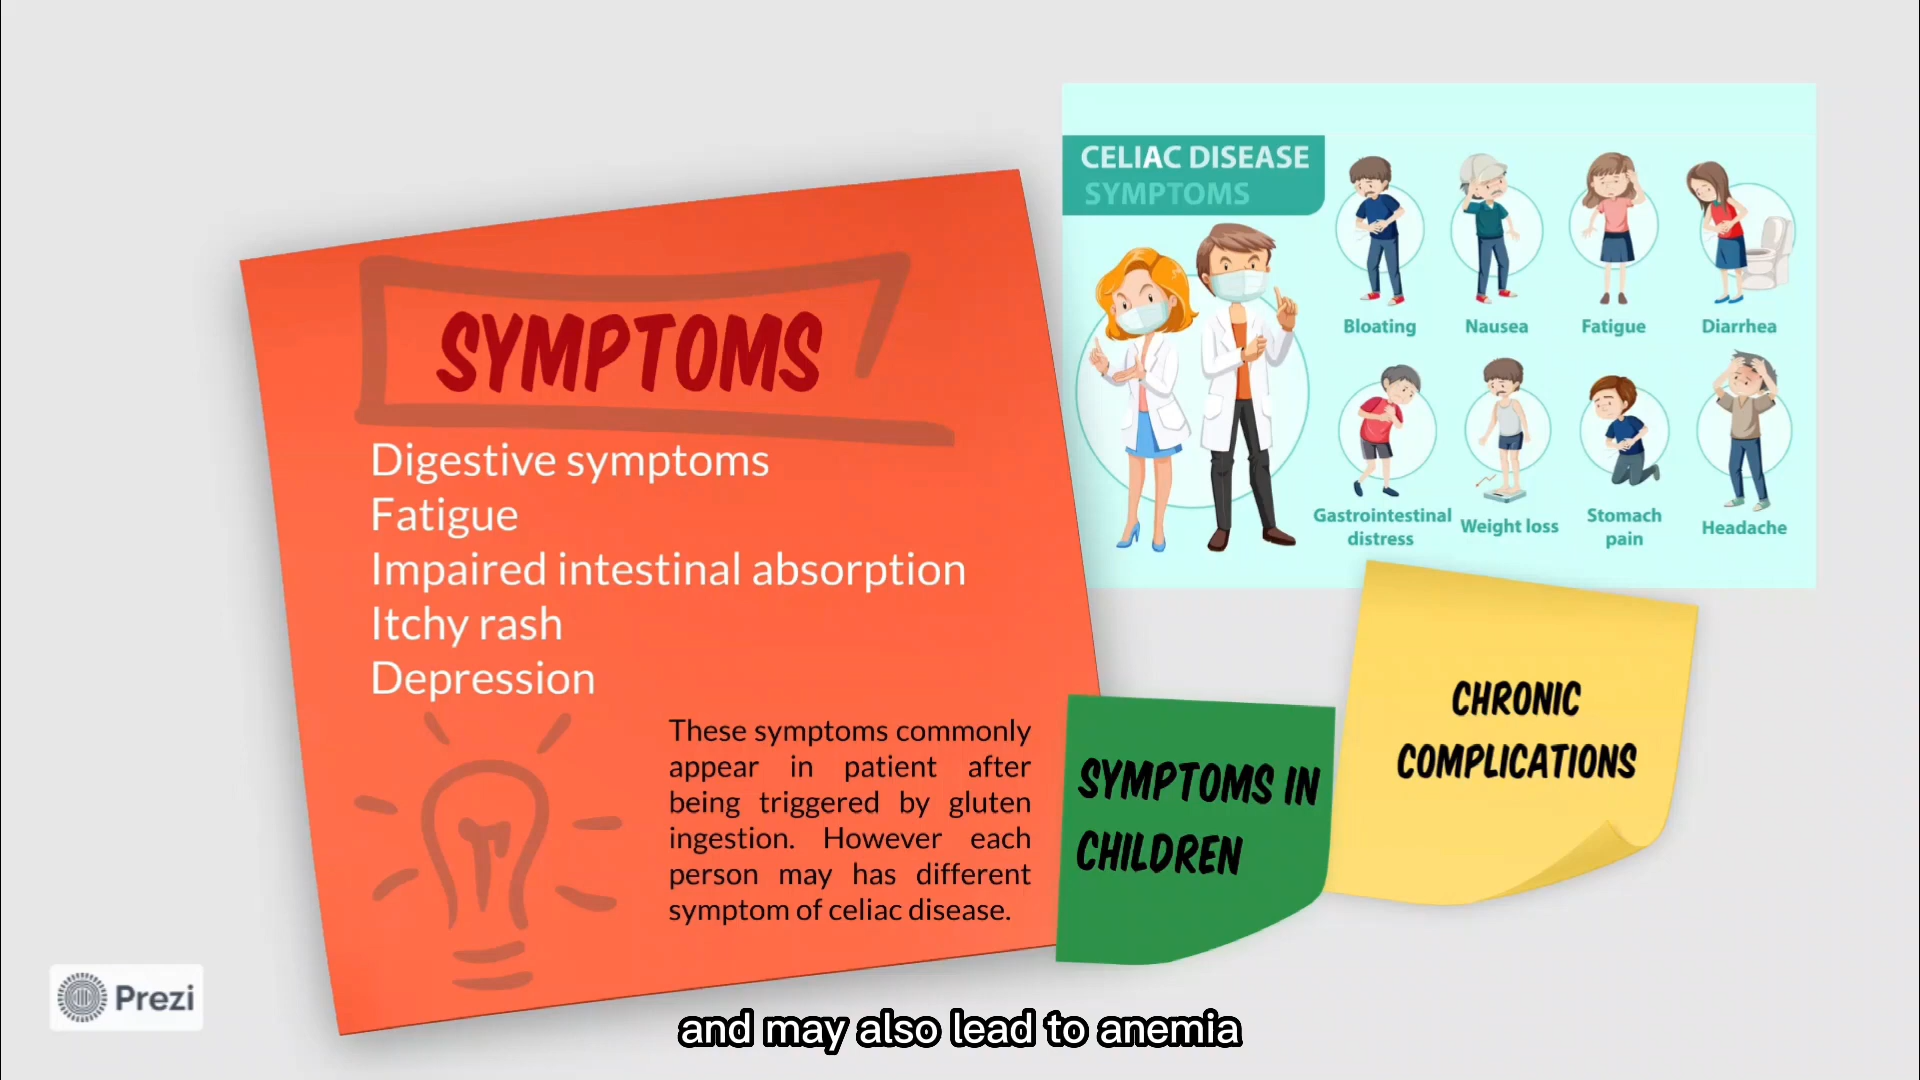 SYMPTOMS
Digestive symptoms
Fatigue
Impaired intestinal absorption
Itchy rash
Depression
These symptoms commonly
appear in patient after
being triggered by gluten
ingestion. However each
person may has different
symptom of celiac disease.
CELIAC DISEASE
SYMPTOMS
Bloating
Nausea
Fatigue
Diarrhea
Gastrointestinal
distress
Weight loss
Stomach
pain
Headache
SYMPTOMS IN
CHILDREN
CHRONIC
COMPLICATIONS
Prezi
and may also lead to anemia